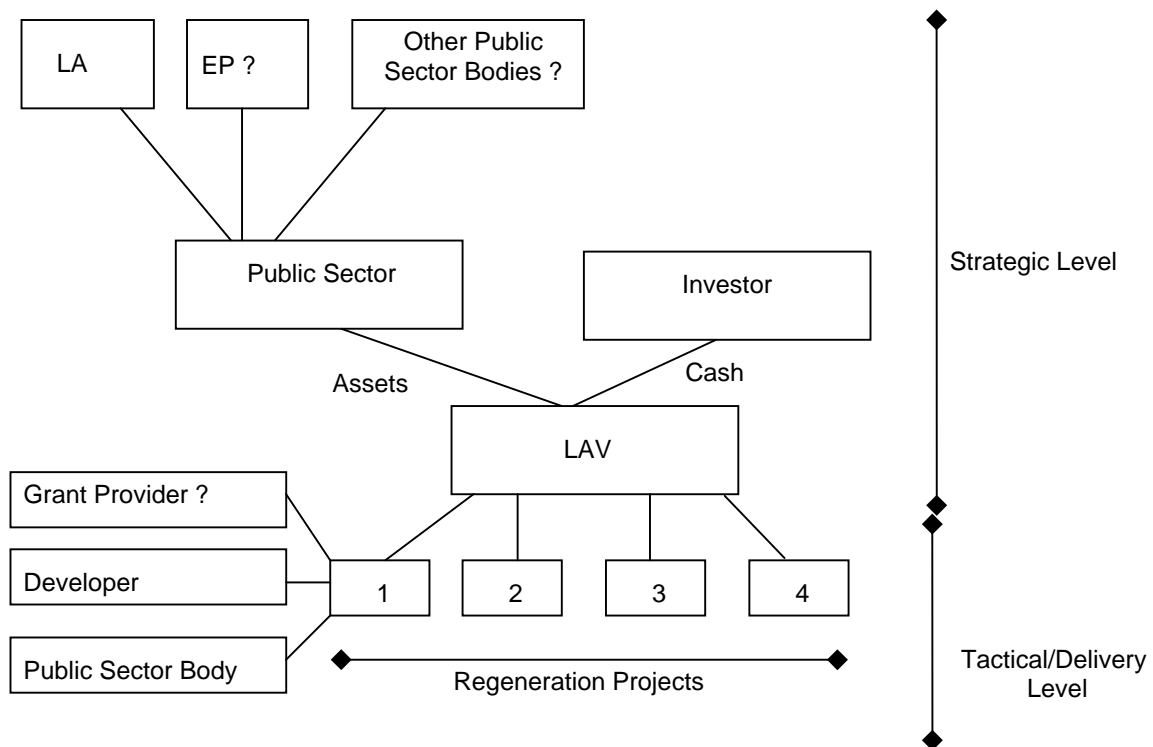 LA
EP ?
Other Public
Sector Bodies ?
Public Sector
Investor
Strategic Level
Assets
Cash
LAV
Grant Provider ?
Developer
Public Sector Body
1
2
3
4
Regeneration Projects
Tactical/Delivery
Level